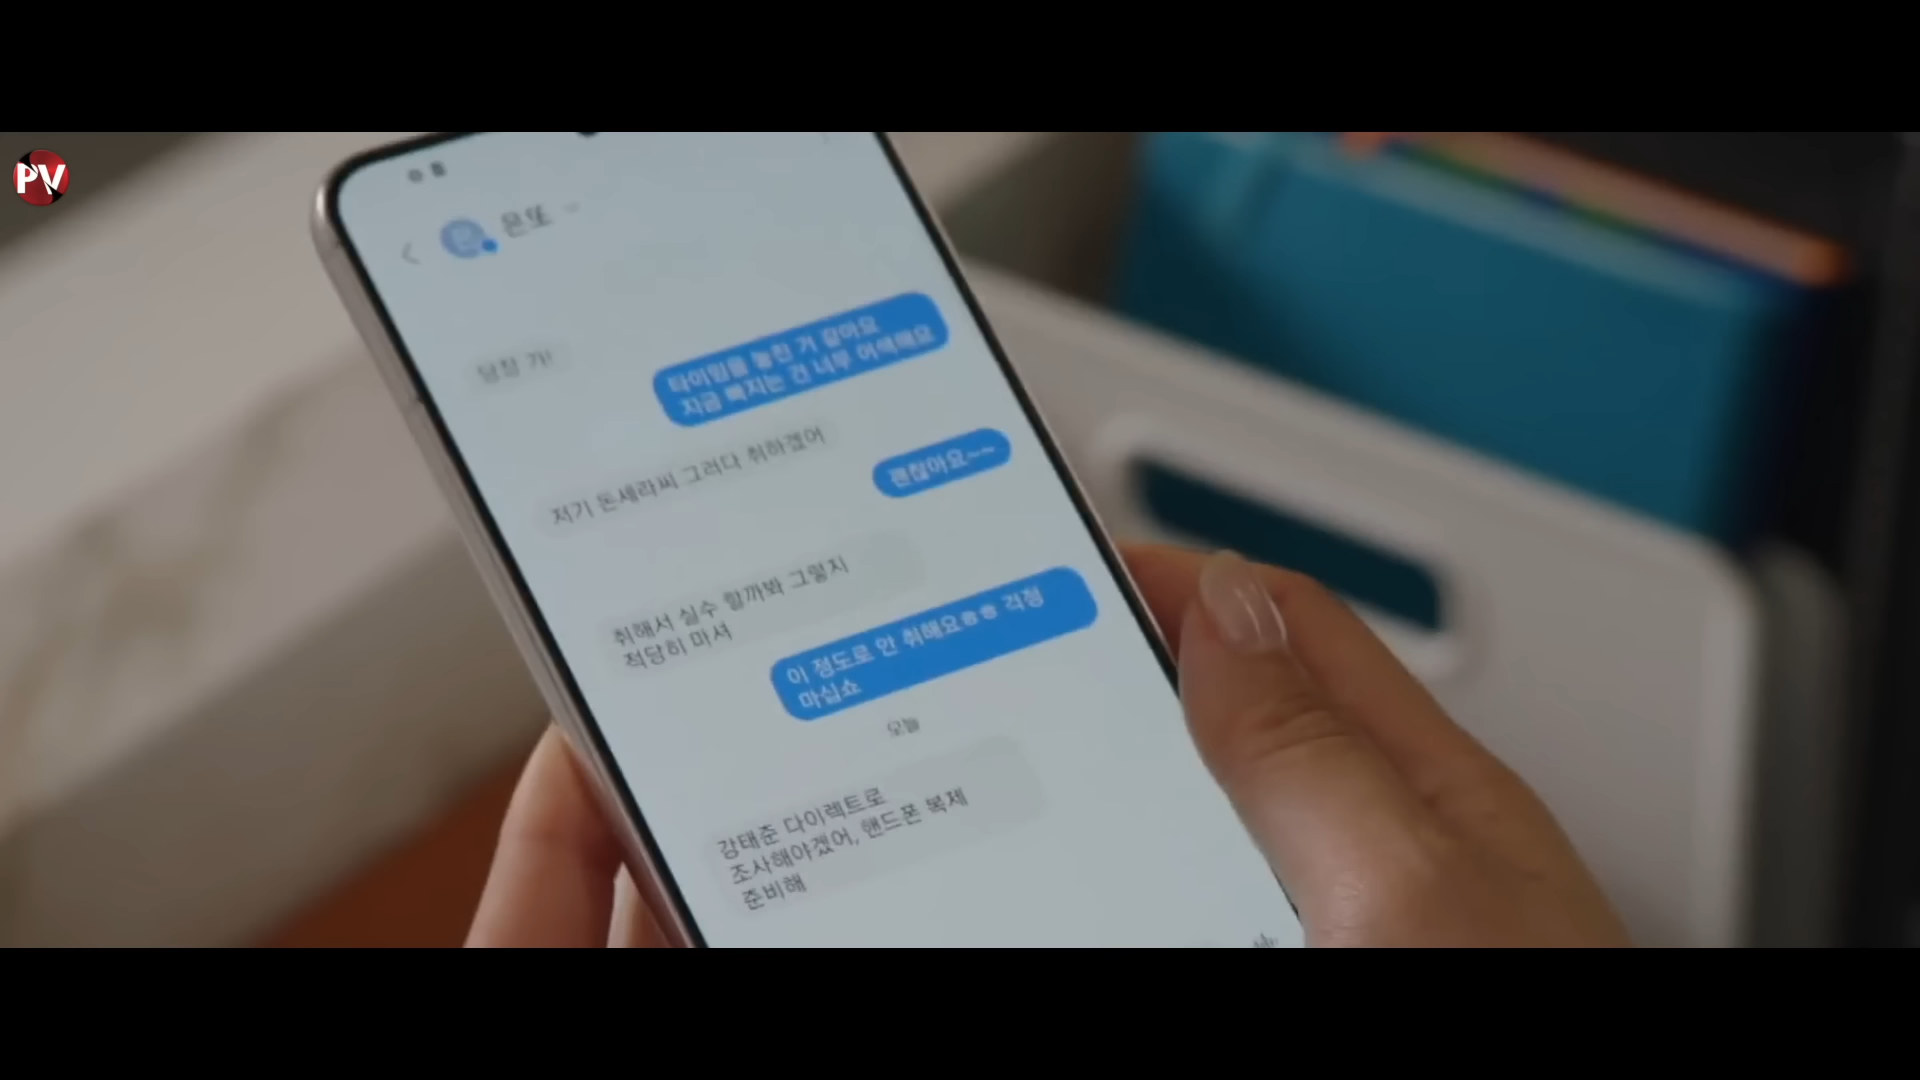 PV
은또
당장 가!
타이밍을 놓친 거 같아요
지금 빠지는 건 너무 어색해요
저기 돈세라씨 그러다 취하겠어
괜찮아요~~
취해서 실수 할까봐 그렇지
적당히 마셔
이 정도로 안 취해요ㅎㅎ 걱정
마십쇼
오늘
강태준 다이렉트로
조사해야겠어, 핸드폰 복제
준비해